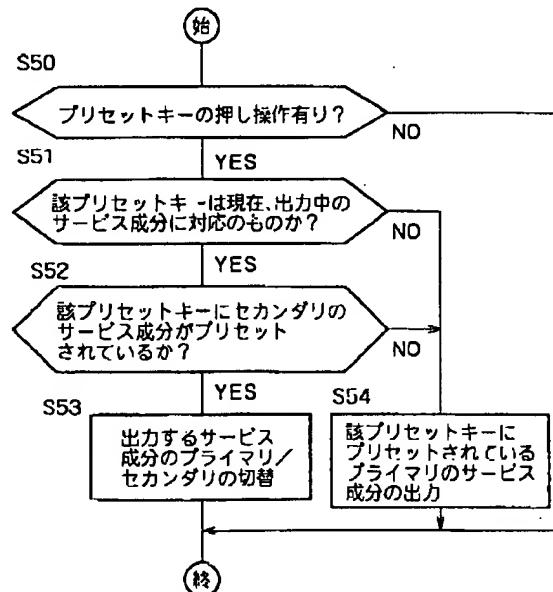 始
S50
プリセットキーの押し操作有り?
NO
S51
YES
該プリセットキーは現在、出力中の
サービス成分に対応のものか?
NO
S52
YES
該プリセットキーにセカンダリの
サービス成分がプリセット
されているか?
NO
S53
YES
S54
出力するサービス
成分のプライマリ/
セカンダリの切替
該プリセットキーに
プリセットされている
プライマリのサービス
成分の出力
終